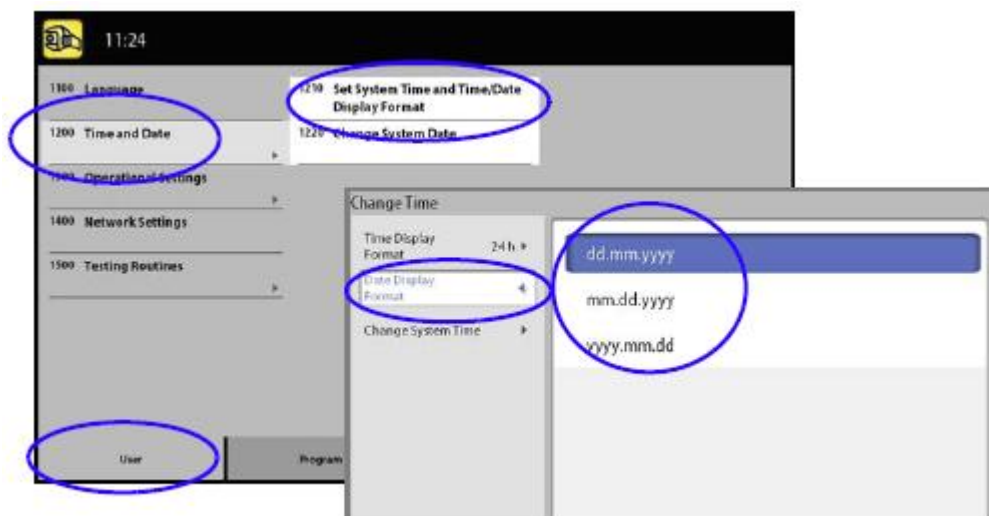 11:24
1100 Language
1200 Time and Date
1300 Operational Settings
1400 Network Settings
1500 Testing Routines
1210 Set System Time and Time/Date
Display Format
1220 Change System Date
User
Program
Change Time
Time Display
Format
24 h
Date Display
Format
Change System Time
dd.mm.yyyy
mm.dd.yyyy
yyyy.mm.dd